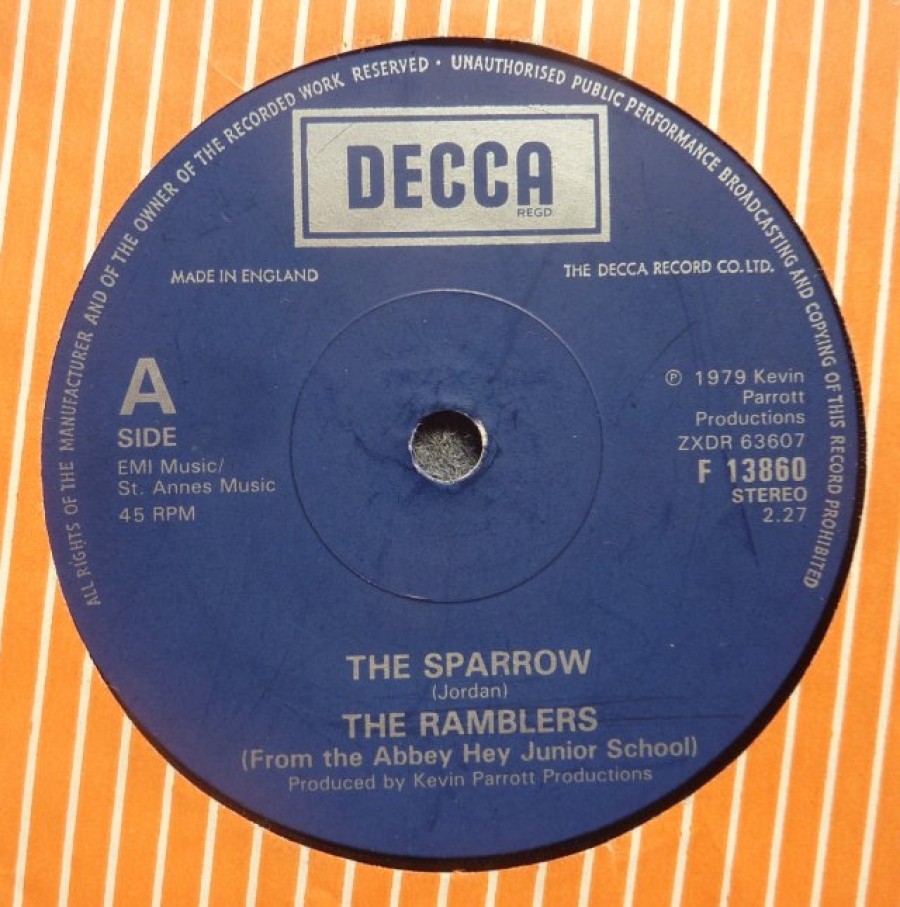 ALL RIGHTS OF THE MANUFACTURER AND OF THE OWNER OF THE RECORDED WORK RESERVED · UNAUTHORISED PUBLIC PERFORMANCE BROADCASTING AND COPYING OF THIS RECORD PROHIBITED
DECCA
REGD.
MADE IN ENGLAND
THE DECCA RECORD CO. LTD.
A
SIDE
EMI Music/
St. Annes Music
45 RPM
℗ 1979 Kevin
Parrott
Productions
ZXDR 63607
F 13860
STEREO
2.27
THE SPARROW
(Jordan)
THE RAMBLERS
(From the Abbey Hey Junior School)
Produced by Kevin Parrott Productions